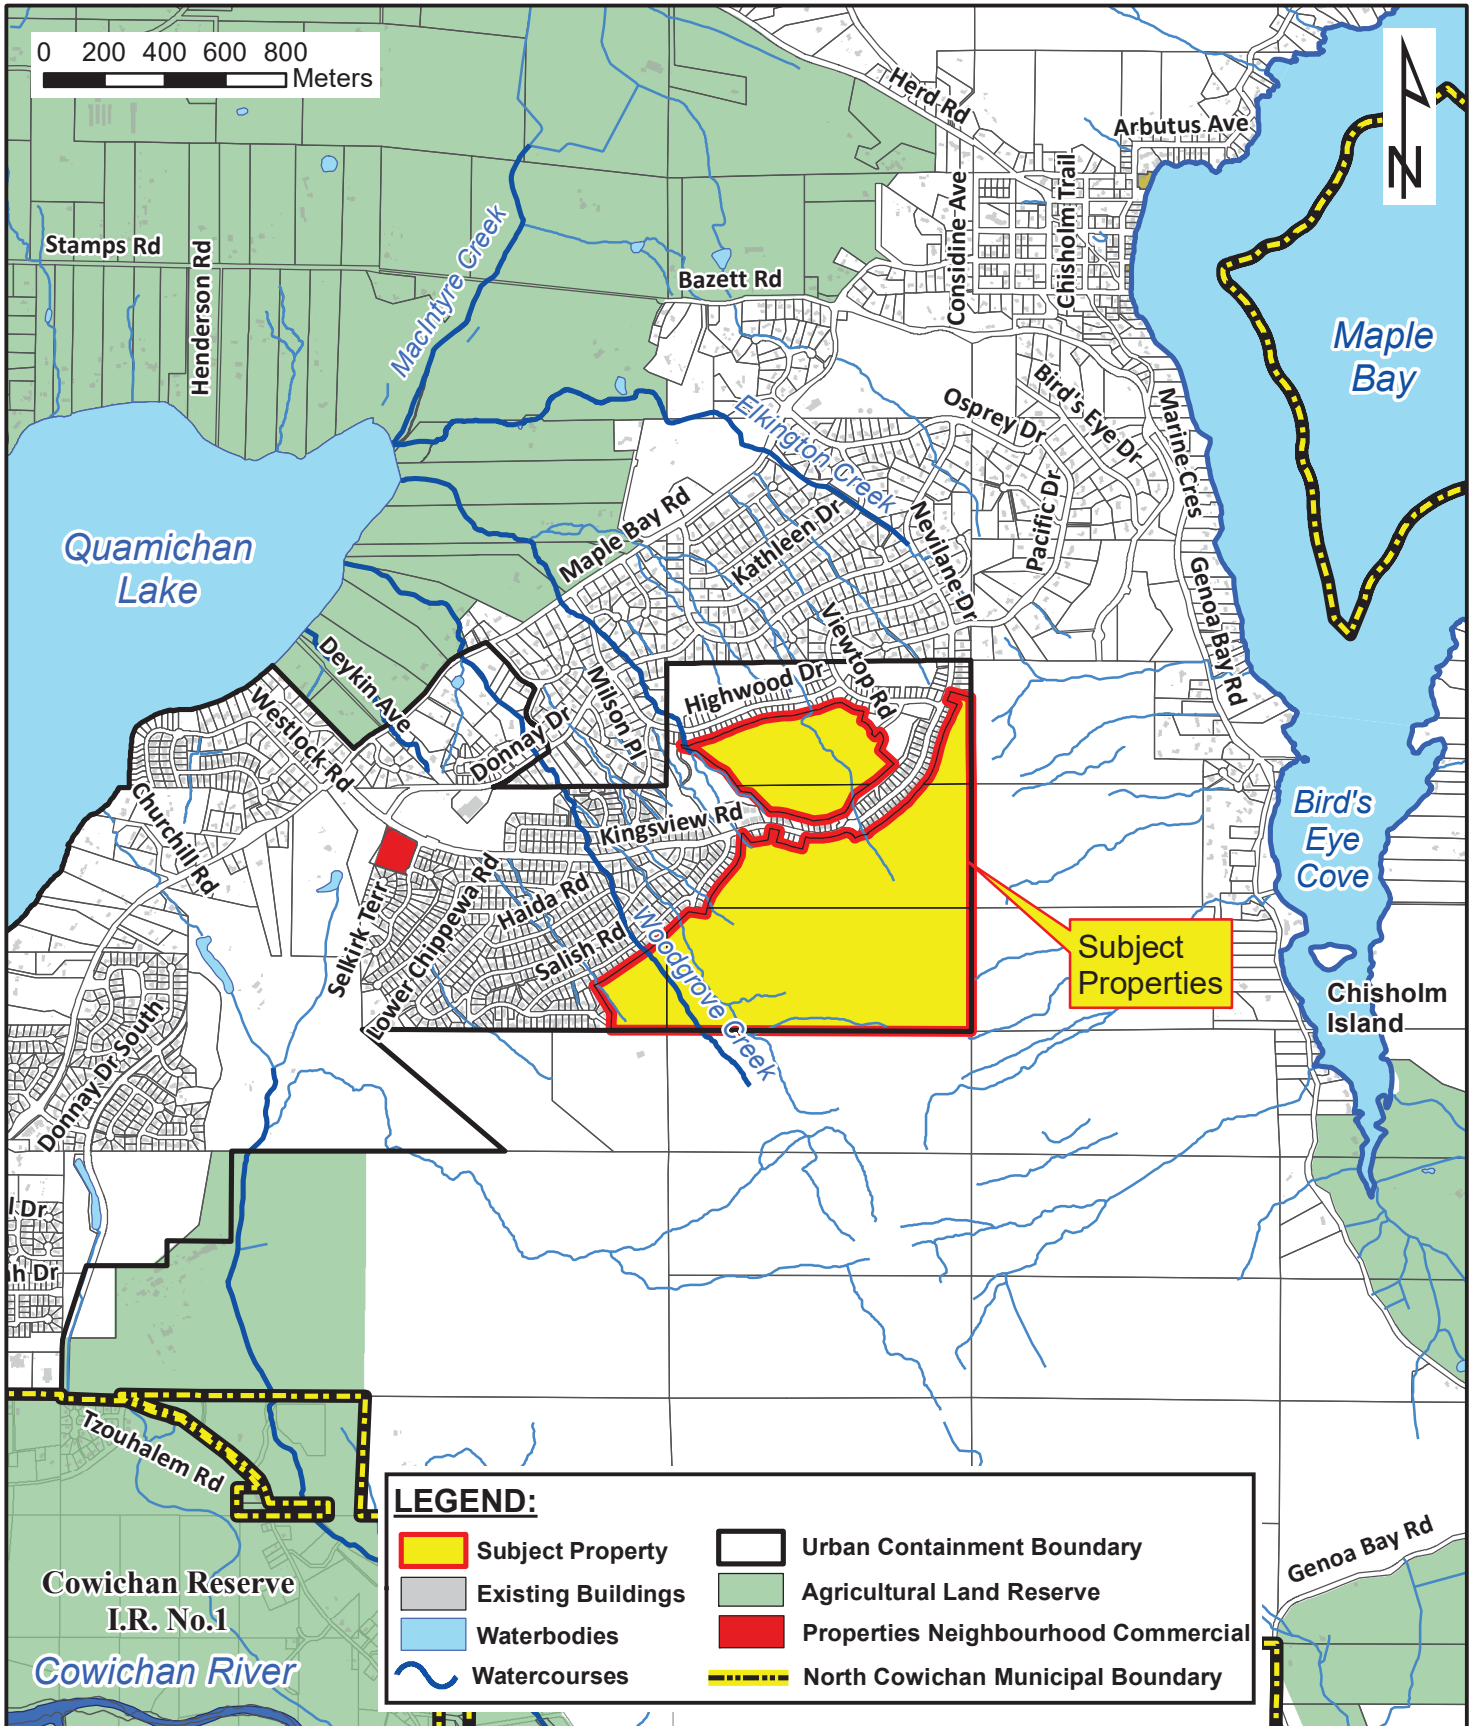 0 200 400 600 800
Meters
Herd Rd
Arbutus Ave
N
Stamps Rd
Henderson Rd
MacIntyre Creek
Bazett Rd
Considine Ave
Chisholm Trail
Maple
Bay
Elkington Creek
Osprey Dr
Bird's Eye Dr
Marine Cres
Quamichan
Lake
Maple Bay Rd
Kathleen Dr
Nevilane Dr
Pacific Dr
Genoa Bay Rd
Deykin Ave
Viewtop Rd
Highwood Dr
Milson Pl
Westlock Rd
Donnay Dr
Churchill Rd
Kingsview Rd
Bird's
Eye
Cove
Selkirk Terr
Lower Chippewa Rd
Haida Rd
Salish Rd
Woodgrove Creek
Subject
Properties
Chisholm
Island
Donnay Dr South
l Dr
h Dr
Tzouhalem Rd
Cowichan Reserve
I.R. No.1
Cowichan River
Genoa Bay Rd
LEGEND:
Subject Property
Existing Buildings
Waterbodies
Watercourses
Urban Containment Boundary
Agricultural Land Reserve
Properties Neighbourhood Commercial
North Cowichan Municipal Boundary